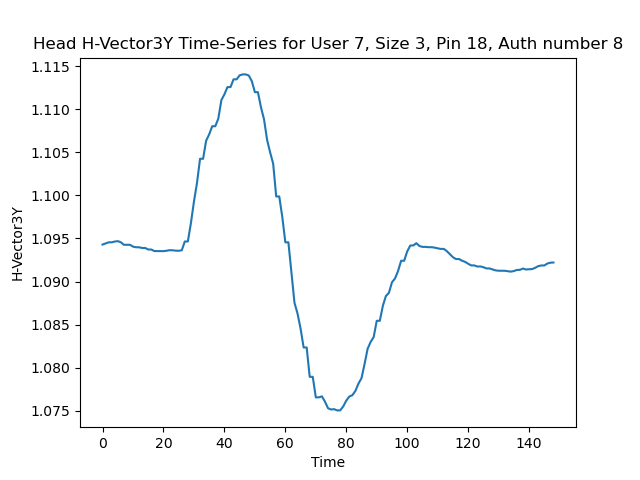 Head H-Vector3Y Time-Series for User 7, Size 3, Pin 18, Auth number 8
1.115
1.110
1.105
1.100
1.095
1.090
1.085
1.080
1.075
H-Vector3Y
0 20 40 60 80 100 120 140
Time